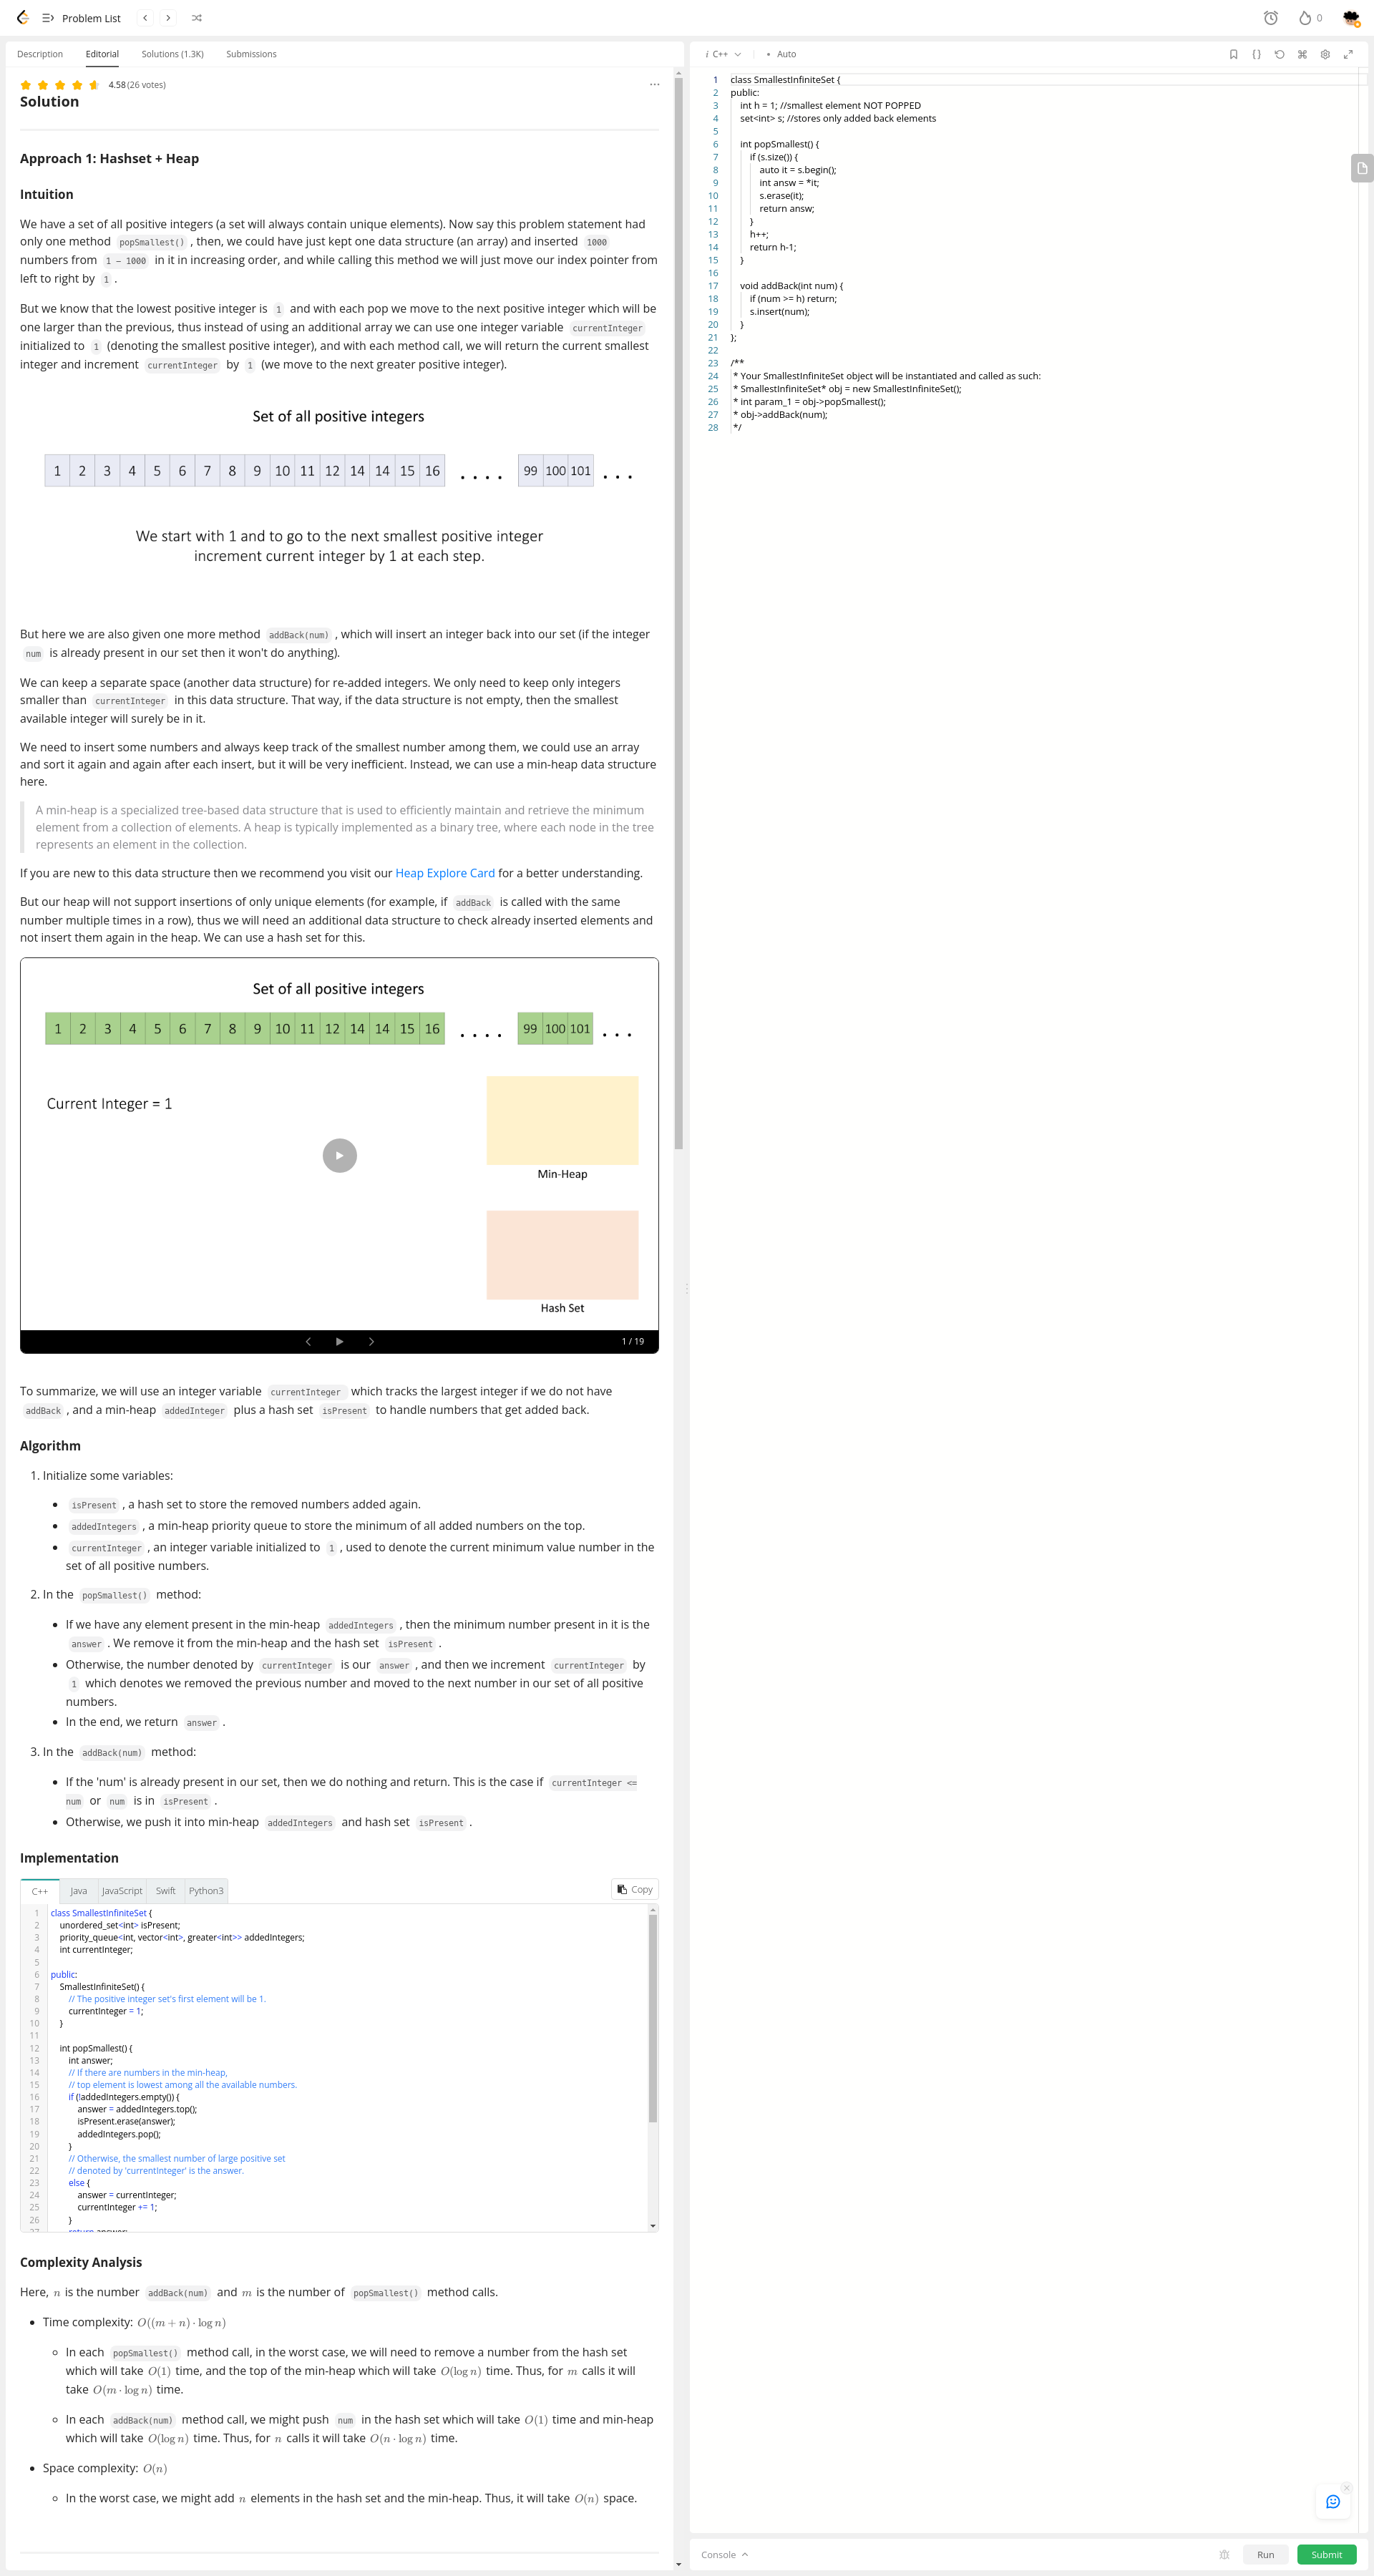 Problem List
0
Description Editorial Solutions (1.3K) Submissions
4.58 (26 votes)
Solution
Approach 1: Hashset + Heap
Intuition
We have a set of all positive integers (a set will always contain unique elements). Now say this problem statement had
only one method popSmallest() , then, we could have just kept one data structure (an array) and inserted 1000
numbers from 1 − 1000 in it in increasing order, and while calling this method we will just move our index pointer from
left to right by 1 .
But we know that the lowest positive integer is 1 and with each pop we move to the next positive integer which will be
one larger than the previous, thus instead of using an additional array we can use one integer variable currentInteger
initialized to 1 (denoting the smallest positive integer), and with each method call, we will return the current smallest
integer and increment currentInteger by 1 (we move to the next greater positive integer).
Set of all positive integers
1 2 3 4 5 6 7 8 9 10 11 12 14 14 15 16 . . . . 99 100 101 . . .
We start with 1 and to go to the next smallest positive integer
increment current integer by 1 at each step.
But here we are also given one more method addBack(num) , which will insert an integer back into our set (if the integer
num is already present in our set then it won't do anything).
We can keep a separate space (another data structure) for re-added integers. We only need to keep only integers
smaller than currentInteger in this data structure. That way, if the data structure is not empty, then the smallest
available integer will surely be in it.
We need to insert some numbers and always keep track of the smallest number among them, we could use an array
and sort it again and again after each insert, but it will be very inefficient. Instead, we can use a min-heap data structure
here.
A min-heap is a specialized tree-based data structure that is used to efficiently maintain and retrieve the minimum
element from a collection of elements. A heap is typically implemented as a binary tree, where each node in the tree
represents an element in the collection.
If you are new to this data structure then we recommend you visit our Heap Explore Card for a better understanding.
But our heap will not support insertions of only unique elements (for example, if addBack is called with the same
number multiple times in a row), thus we will need an additional data structure to check already inserted elements and
not insert them again in the heap. We can use a hash set for this.
Set of all positive integers
1 2 3 4 5 6 7 8 9 10 11 12 14 14 15 16 . . . . 99 100 101 . . .
Current Integer = 1
Min-Heap
Hash Set
1 / 19
To summarize, we will use an integer variable currentInteger which tracks the largest integer if we do not have
addBack , and a min-heap addedInteger plus a hash set isPresent to handle numbers that get added back.
Algorithm
1. Initialize some variables:
• isPresent , a hash set to store the removed numbers added again.
• addedIntegers , a min-heap priority queue to store the minimum of all added numbers on the top.
• currentInteger , an integer variable initialized to 1 , used to denote the current minimum value number in the
set of all positive numbers.
2. In the popSmallest() method:
• If we have any element present in the min-heap addedIntegers , then the minimum number present in it is the
answer . We remove it from the min-heap and the hash set isPresent .
• Otherwise, the number denoted by currentInteger is our answer , and then we increment currentInteger by
1 which denotes we removed the previous number and moved to the next number in our set of all positive
numbers.
• In the end, we return answer .
3. In the addBack(num) method:
• If the 'num' is already present in our set, then we do nothing and return. This is the case if currentInteger <=
num or num is in isPresent .
• Otherwise, we push it into min-heap addedIntegers and hash set isPresent .
Implementation
C++ Java JavaScript Swift Python3 Copy
1 class SmallestInfiniteSet {
2 unordered_set<int> isPresent;
3 priority_queue<int, vector<int>, greater<int>> addedIntegers;
4 int currentInteger;
5
6 public:
7 SmallestInfiniteSet() {
8 // The positive integer set's first element will be 1.
9 currentInteger = 1;
10 }
11
12 int popSmallest() {
13 int answer;
14 // If there are numbers in the min-heap,
15 // top element is lowest among all the available numbers.
16 if (!addedIntegers.empty()) {
17 answer = addedIntegers.top();
18 isPresent.erase(answer);
19 addedIntegers.pop();
20 }
21 // Otherwise, the smallest number of large positive set
22 // denoted by 'currentInteger' is the answer.
23 else {
24 answer = currentInteger;
25 currentInteger += 1;
26 }
27 return answer;
Complexity Analysis
Here, n is the number addBack(num) and m is the number of popSmallest() method calls.
• Time complexity: O((m + n) · log n)
In each popSmallest() method call, in the worst case, we will need to remove a number from the hash set
which will take O(1) time, and the top of the min-heap which will take O(log n) time. Thus, for m calls it will
take O(m · log n) time.
In each addBack(num) method call, we might push num in the hash set which will take O(1) time and min-heap
which will take O(log n) time. Thus, for n calls it will take O(n · log n) time.
• Space complexity: O(n)
In the worst case, we might add n elements in the hash set and the min-heap. Thus, it will take O(n) space.
i C++ • Auto
1 class SmallestInfiniteSet {
2 public:
3 int h = 1; //smallest element NOT POPPED
4 set<int> s; //stores only added back elements
5
6 int popSmallest() {
7 if (s.size()) {
8 auto it = s.begin();
9 int answ = *it;
10 s.erase(it);
11 return answ;
12 }
13 h++;
14 return h-1;
15 }
16
17 void addBack(int num) {
18 if (num >= h) return;
19 s.insert(num);
20 }
21 };
22
23 /**
24 * Your SmallestInfiniteSet object will be instantiated and called as such:
25 * SmallestInfiniteSet* obj = new SmallestInfiniteSet();
26 * int param_1 = obj->popSmallest();
27 * obj->addBack(num);
28 */
Console Run Submit